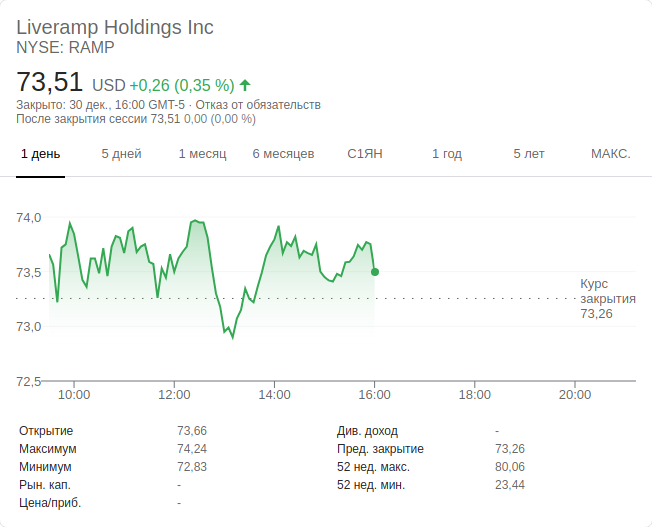 Liveramp Holdings Inc
NYSE: RAMP
73,51 USD +0,26 (0,35 %)
Закрыто: 30 дек., 16:00 GMT-5 · Отказ от обязательств
После закрытия сессии 73,51 0,00 (0,00 %)
1 день 5 дней 1 месяц 6 месяцев С1ЯН 1 год 5 лет МАКС.
74,0
73,5
73,0
72,5
Курс
закрытия
73,26
10:00 12:00 14:00 16:00 18:00 20:00
Открытие 73,66 Див. доход -
Максимум 74,24 Пред. закрытие 73,26
Минимум 72,83 52 нед. макс. 80,06
Рын. кап. - 52 нед. мин. 23,44
Цена/приб. -